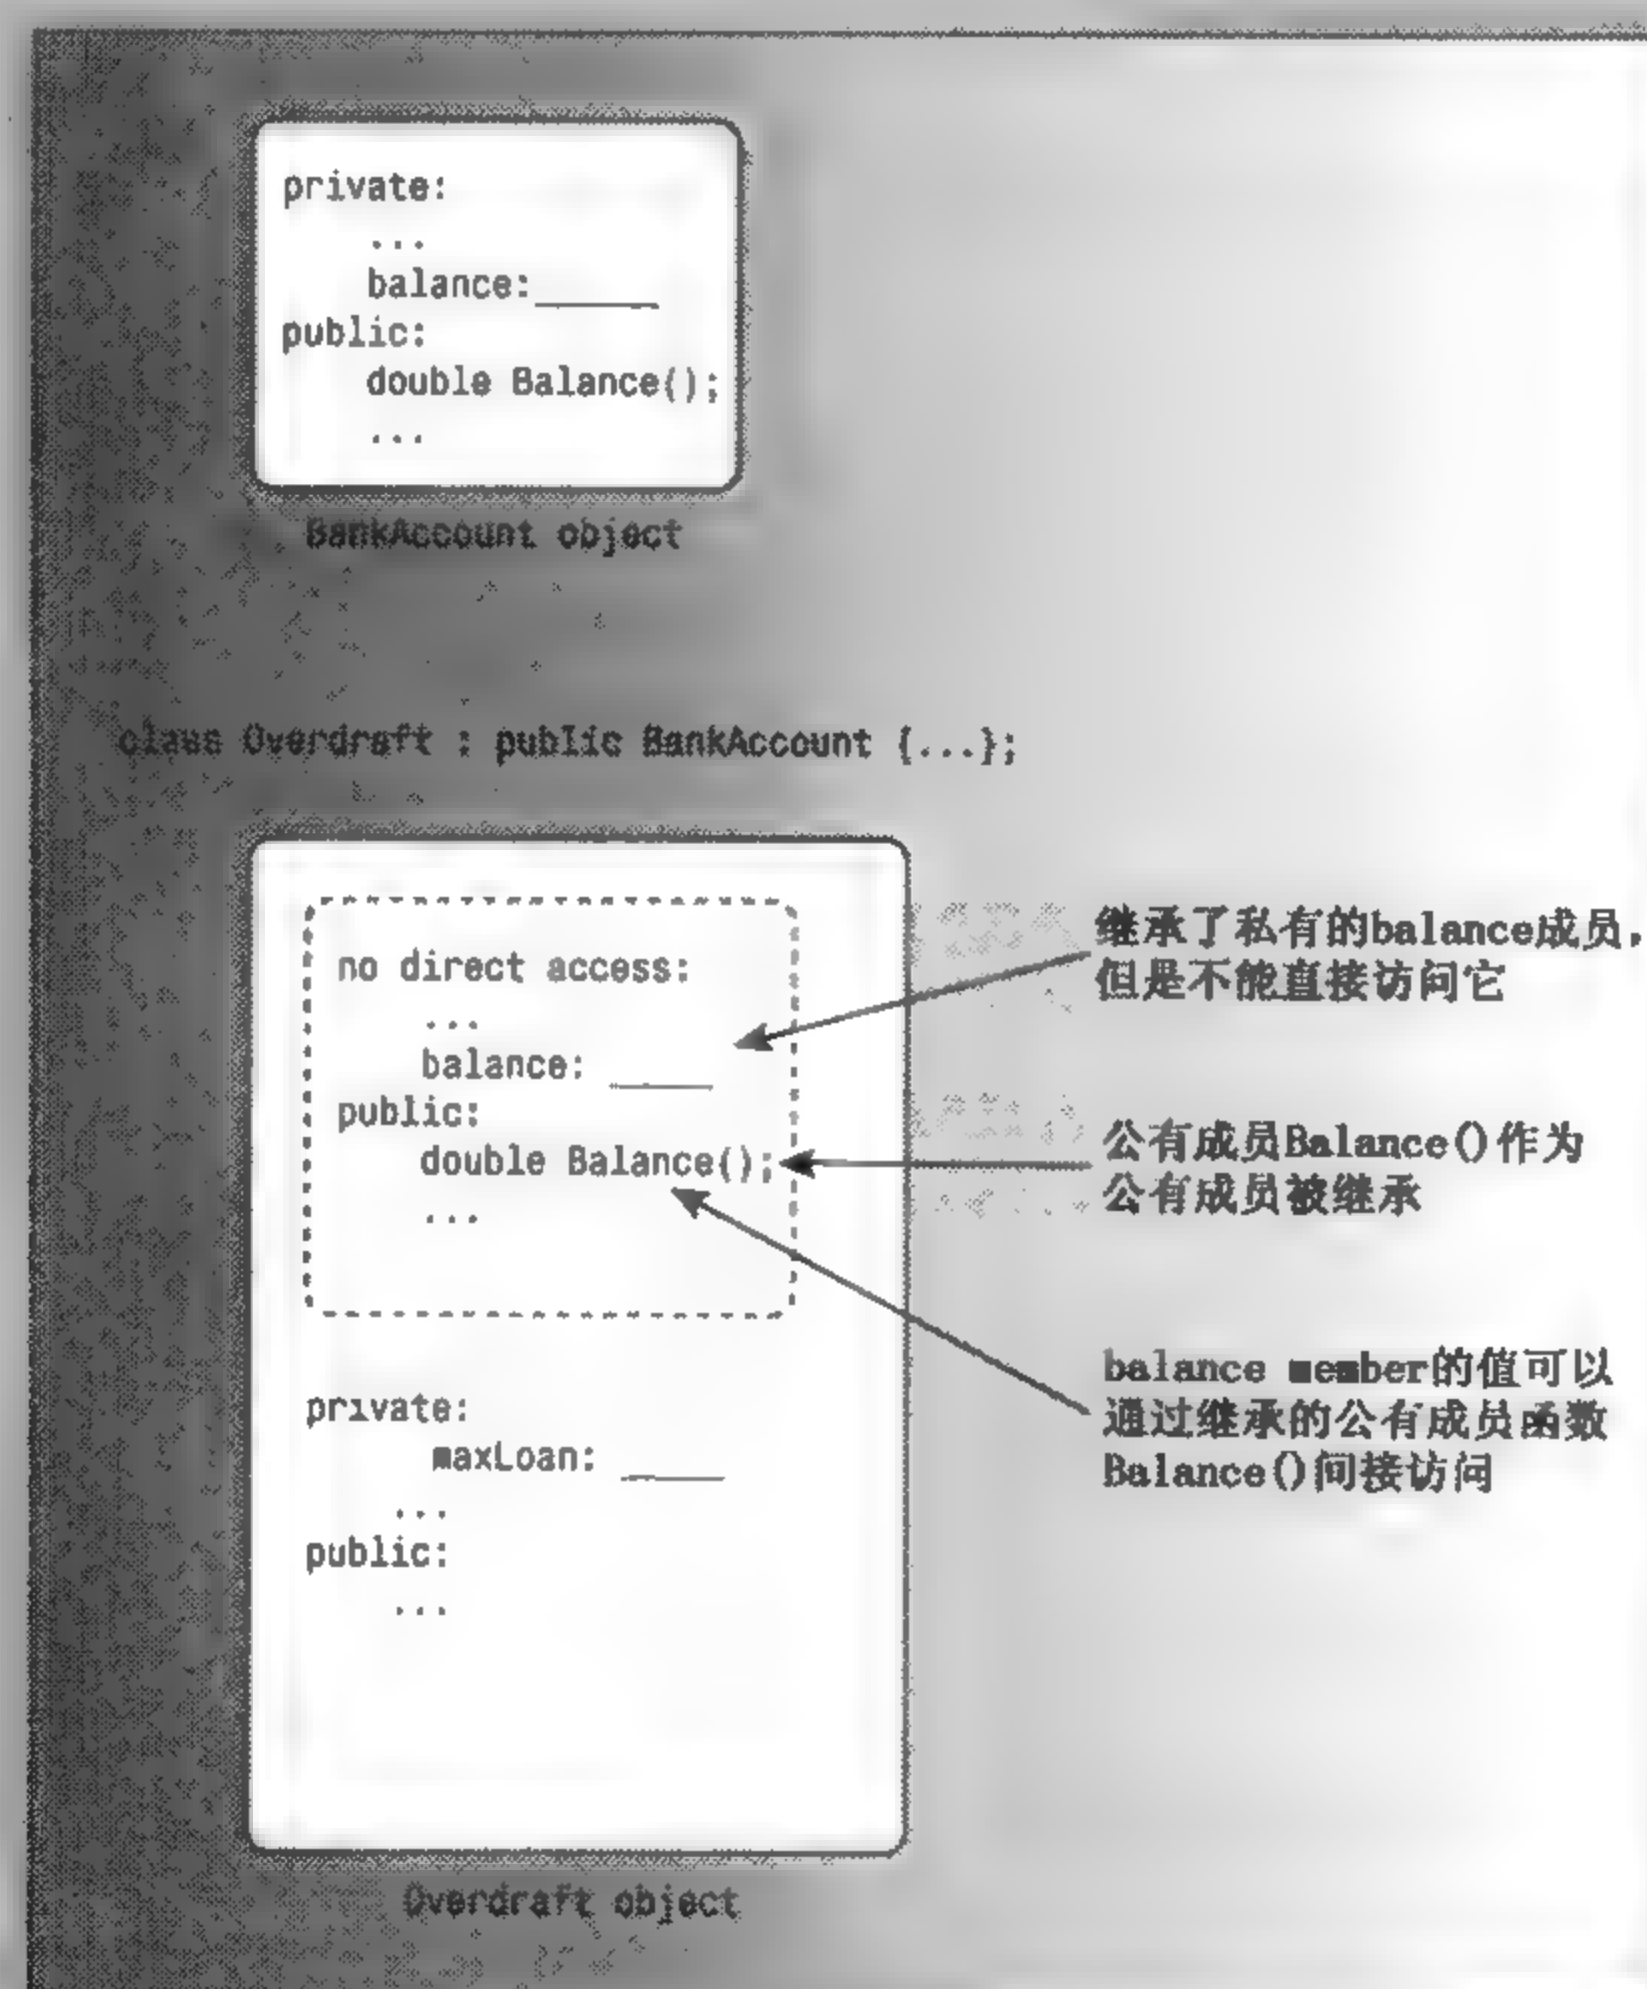 private:
...
balance:______
public:
double Balance();
...
BankAccount object
class Overdraft : public BankAccount {...};
no direct access:
...
balance: _____
public:
double Balance();
...
private:
maxLoan: _____
...
public:
...
Overdraft object
继承了私有的balance成员,
但是不能直接访问它
公有成员Balance()作为
公有成员被继承
balance member的值可以
通过继承的公有成员函数
Balance()间接访问